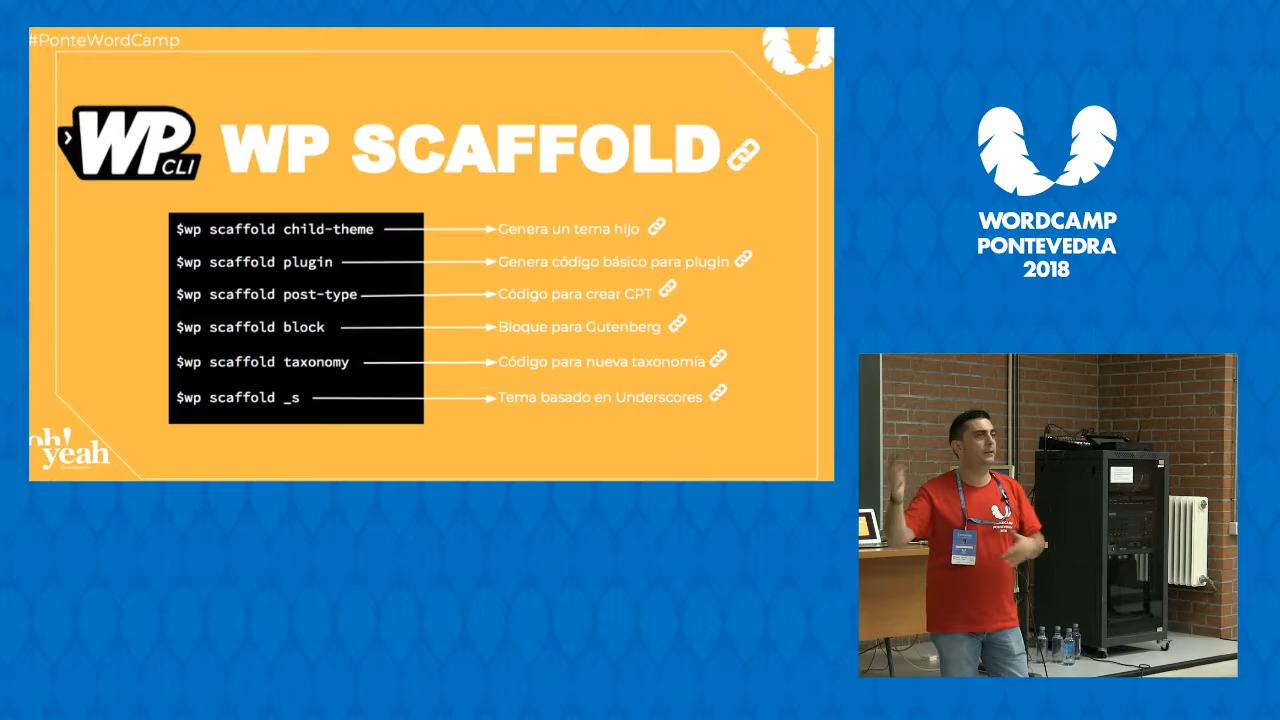 #PonteWordCamp
WP CLI
WP SCAFFOLD
$wp scaffold child-theme Genera un tema hijo
$wp scaffold plugin Genera código básico para plugin
$wp scaffold post-type Código para crear CPT
$wp scaffold block Bloque para Gutenberg
$wp scaffold taxonomy Código para nueva taxonomía
$wp scaffold _s Tema basado en Underscores
oh!
yeah
WORDCAMP
PONTEVEDRA
2018